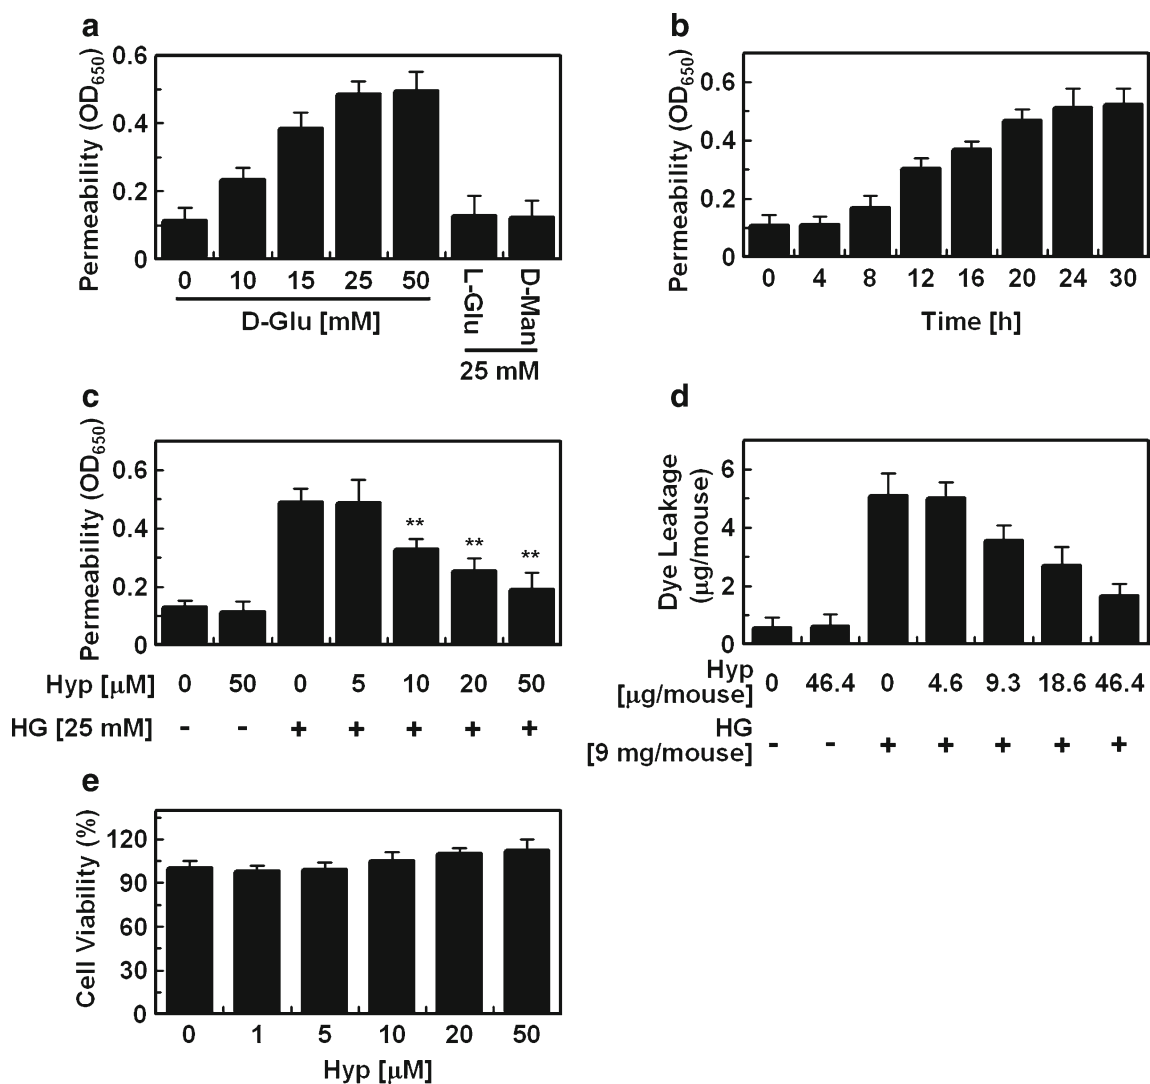 a
Permeability (OD650)
0.6
0.4
0.2
0
0 10 15 25 50 L-Glu D-Man
D-Glu [mM]
25 mM
b
Permeability (OD650)
0.6
0.4
0.2
0
0 4 8 12 16 20 24 30
Time [h]
c
Permeability (OD650)
0.6
0.4
0.2
0
** ** **
Hyp [μM] 0 50 0 5 10 20 50
HG [25 mM] - - + + + + +
d
Dye Leakage
(μg/mouse)
6
4
2
0
Hyp
[μg/mouse] 0 46.4 0 4.6 9.3 18.6 46.4
HG
[9 mg/mouse] - - + + + + +
e
Cell Viability (%)
120
90
60
30
0
0 1 5 10 20 50
Hyp [μM]